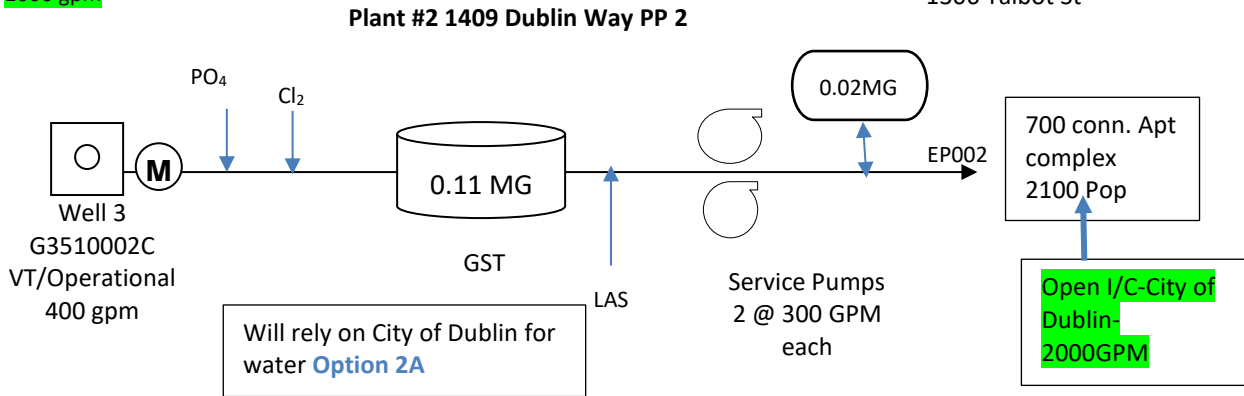 Plant #2 1409 Dublin Way PP 2
PO4
Cl2
0.02MG
M
0.11 MG
EP002
700 conn. Apt
complex
2100 Pop
Well 3
G3510002C
VT/Operational
400 gpm
GST
LAS
Service Pumps
2 @ 300 GPM
each
Will rely on City of Dublin for
water Option 2A
Open I/C-City of
Dublin-
2000GPM